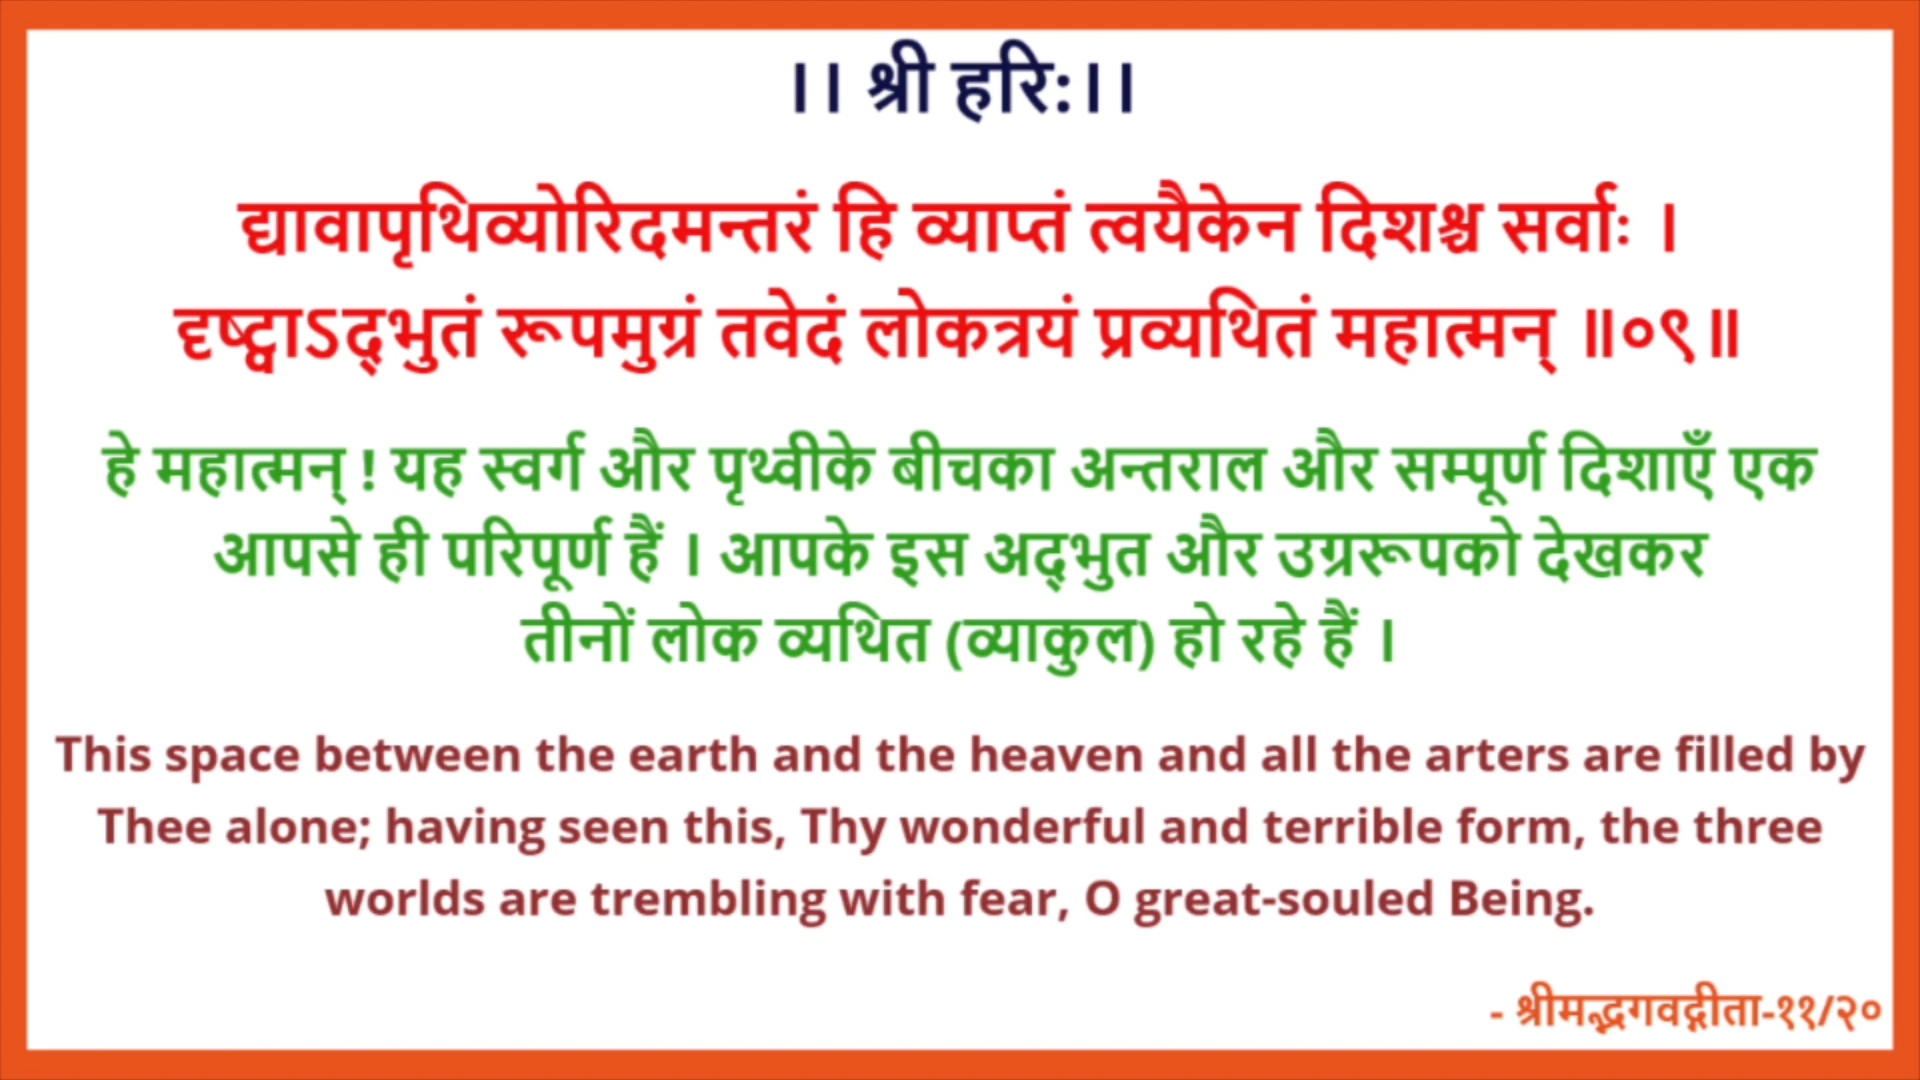 ।। श्री हरि:।।
द्यावापृथिव्योरिदमन्तरं हि व्याप्तं त्वयैकेन दिशश्च सर्वाः ।
दृष्ट्वाऽद्भुतं रूपमुग्रं तवेदं लोकत्रयं प्रव्यथितं महात्मन् ॥०९॥
हे महात्मन् ! यह स्वर्ग और पृथ्वीके बीचका अन्तराल और सम्पूर्ण दिशाएँ एक
आपसे ही परिपूर्ण हैं । आपके इस अद्भुत और उग्ररूपको देखकर
तीनों लोक व्यथित (व्याकुल) हो रहे हैं ।
This space between the earth and the heaven and all the arters are filled by
Thee alone; having seen this, Thy wonderful and terrible form, the three
worlds are trembling with fear, O great-souled Being.
- श्रीमद्भगवद्गीता-११/२०